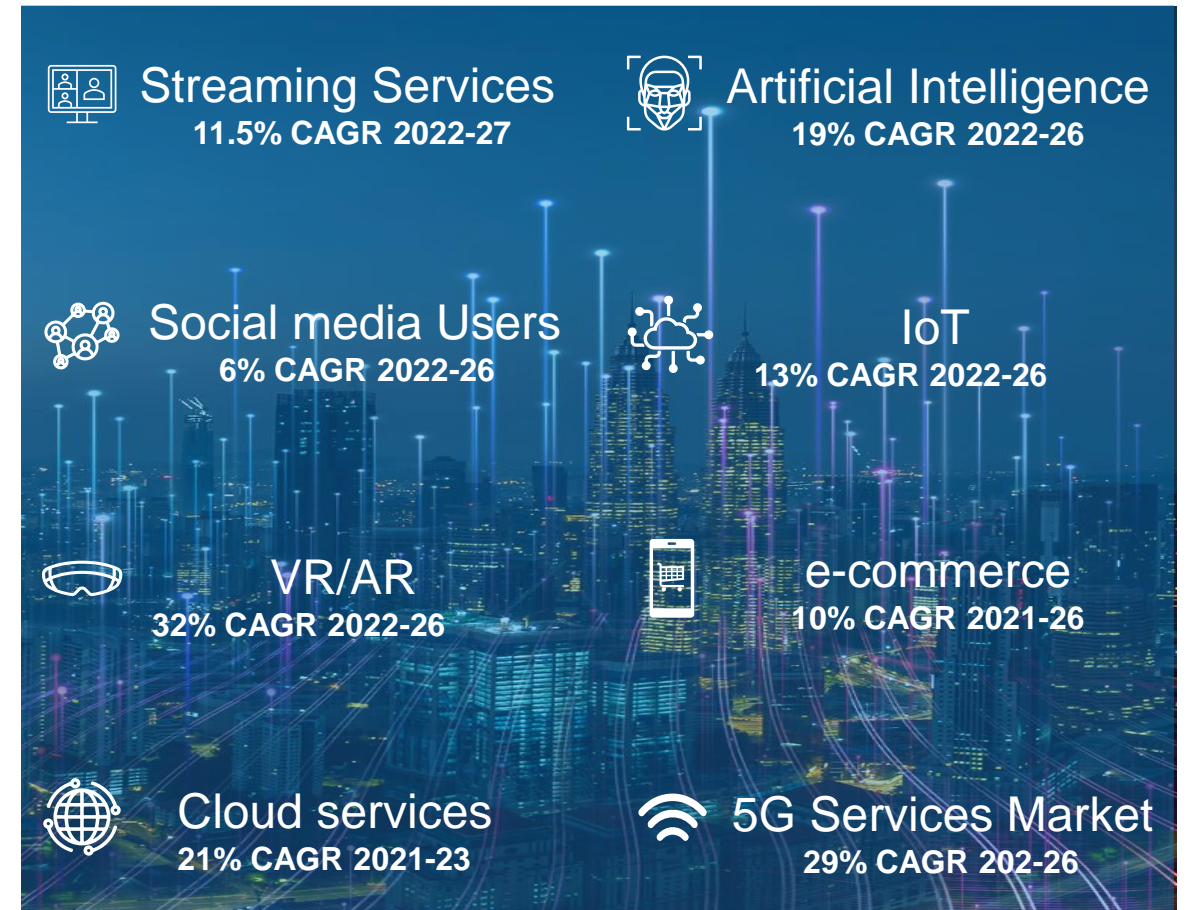 Streaming Services
11.5% CAGR 2022-27
Artificial Intelligence
19% CAGR 2022-26
Social media Users
6% CAGR 2022-26
IoT
13% CAGR 2022-26
VR/AR
32% CAGR 2022-26
e-commerce
10% CAGR 2021-26
Cloud services
21% CAGR 2021-23
5G Services Market
29% CAGR 202-26